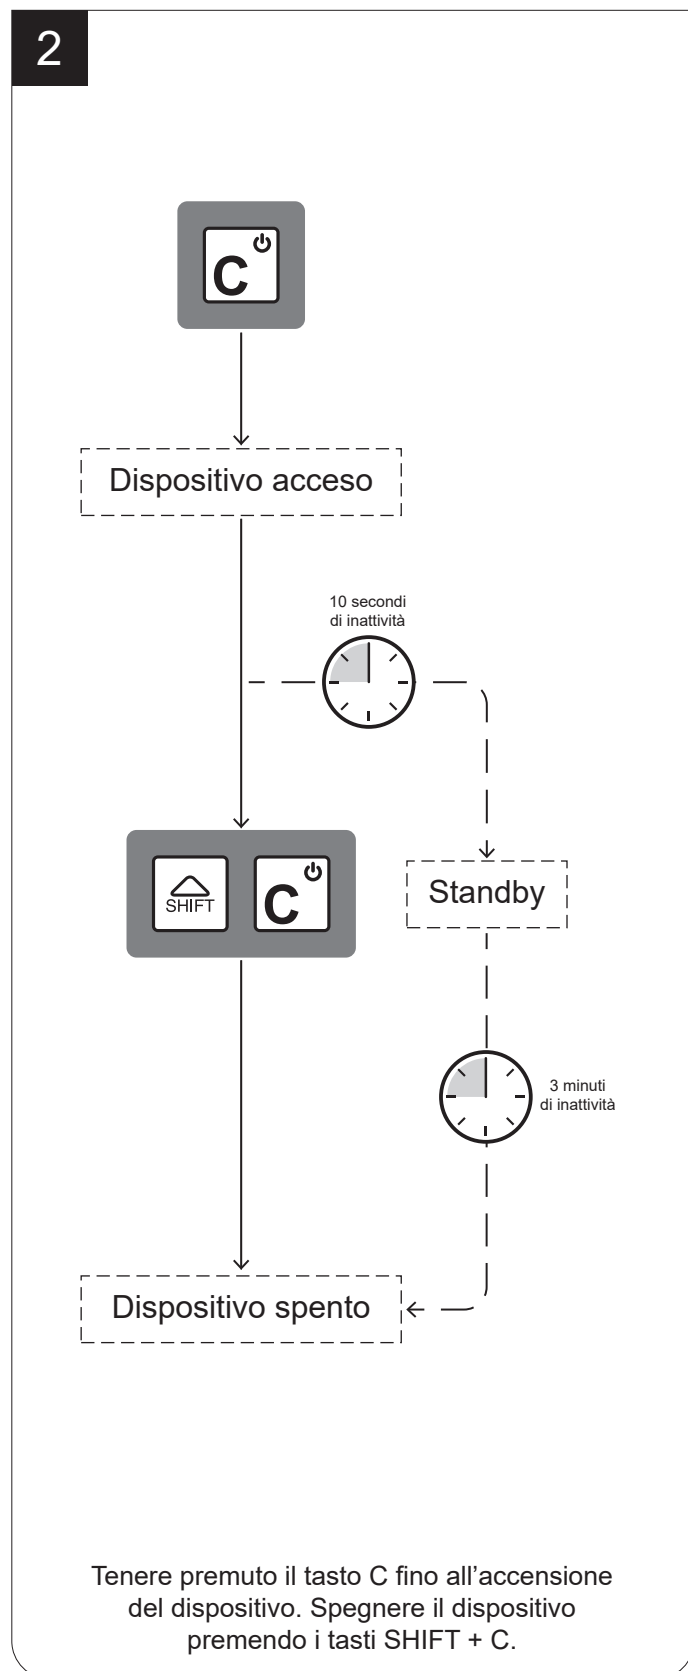 2
C
Dispositivo acceso
10 secondi
di inattività
SHIFT
C
Standby
3 minuti
di inattività
Dispositivo spento
Tenere premuto il tasto C fino all’accensione
del dispositivo. Spegnere il dispositivo
premendo i tasti SHIFT + C.